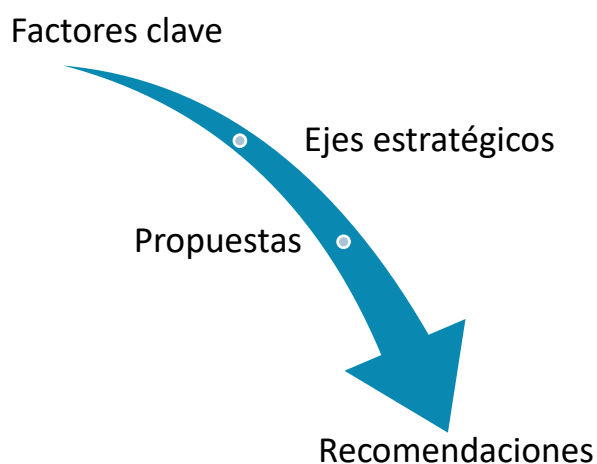 Factores clave
Ejes estratégicos
Propuestas
Recomendaciones